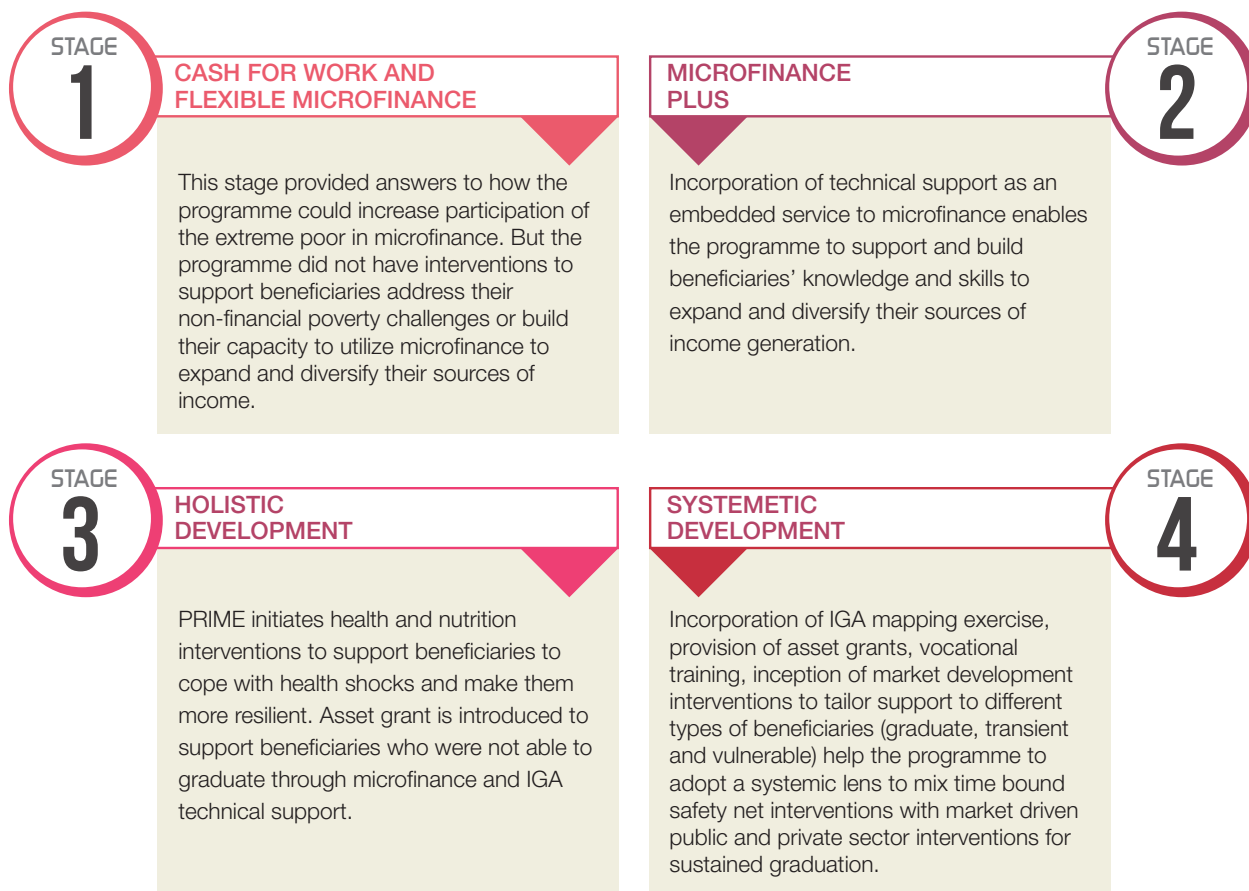 STAGE
1
CASH FOR WORK AND
FLEXIBLE MICROFINANCE
This stage provided answers to how the
programme could increase participation of
the extreme poor in microfinance. But the
programme did not have interventions to
support beneficiaries address their
non-financial poverty challenges or build
their capacity to utilize microfinance to
expand and diversify their sources of
income.
STAGE
2
MICROFINANCE
PLUS
Incorporation of technical support as an
embedded service to microfinance enables
the programme to support and build
beneficiaries’ knowledge and skills to
expand and diversify their sources of
income generation.
STAGE
3
HOLISTIC
DEVELOPMENT
PRIME initiates health and nutrition
interventions to support beneficiaries to
cope with health shocks and make them
more resilient. Asset grant is introduced to
support beneficiaries who were not able to
graduate through microfinance and IGA
technical support.
STAGE
4
SYSTEMETIC
DEVELOPMENT
Incorporation of IGA mapping exercise,
provision of asset grants, vocational
training, inception of market development
interventions to tailor support to different
types of beneficiaries (graduate, transient
and vulnerable) help the programme to
adopt a systemic lens to mix time bound
safety net interventions with market driven
public and private sector interventions for
sustained graduation.